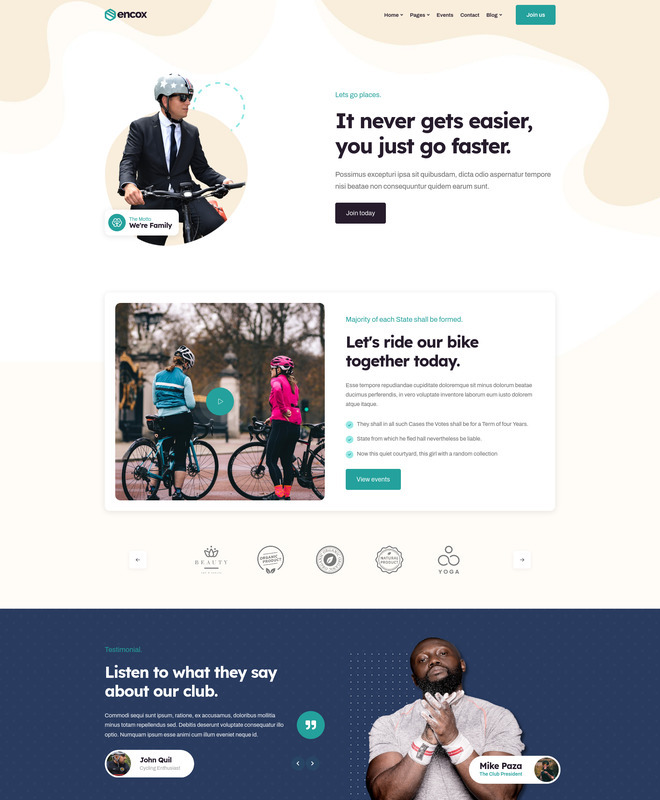 encox
Home Pages Events Contact Blog Join us
Lets go places.
It never gets easier,
you just go faster.
Possimus excepturi ipsa sit quibusdam, dicta odio aspernatur tempore
nisi beatae non consequuntur quidem earum sunt.
Join today
The Motto
We're Family
Majority of each State shall be formed.
Let's ride our bike
together today.
Esse tempore repudiandae cupiditate doloremque sit minus dolorum beatae
ducimus perferendis, in vero voluptate inventore laborum eum iusto dolorem
atque itaque.
They shall in all such Cases the Votes shall be for a Term of four Years.
State from which he fled hall nevertheless be liable.
Now this quiet courtyard, this girl with a random collection
View events
BEAUTY
ORGANIC
PRODUCT
NATURAL
PRODUCT
YOGA
Testimonial.
Listen to what they say
about our club.
Commodi sequi sunt ipsum, ratione, ex accusamus, doloribus mollitia
minus totam repellendus sed. Debitis deserunt voluptate consequatur illo
optio. Numquam ipsum esse animi cum illum eveniet neque id.
John Quil
Cycling Enthusiast
Mike Paza
The Club President